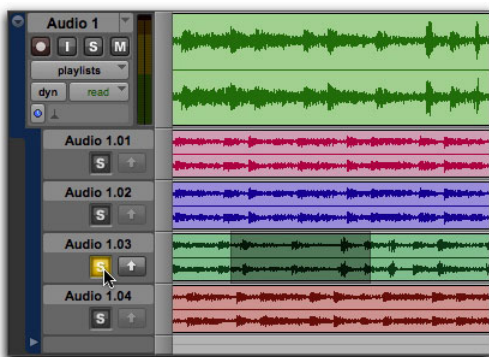 Audio 1
I S M
playlists
dyn read
Audio 1.01
S
Audio 1.02
S
Audio 1.03
S
Audio 1.04
S